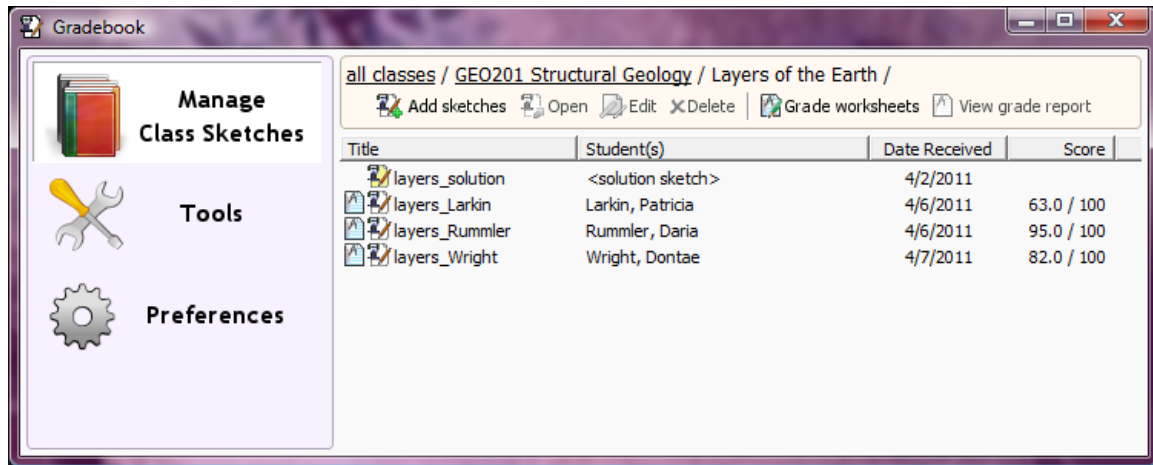 Gradebook
Manage
Class Sketches
Tools
Preferences
all classes / GEO201 Structural Geology / Layers of the Earth /
Add sketches Open Edit Delete Grade worksheets View grade report
Title Student(s) Date Received Score
layers_solution <solution sketch> 4/2/2011
layers_Larkin Larkin, Patricia 4/6/2011 63.0 / 100
layers_Rummler Rummler, Daria 4/6/2011 95.0 / 100
layers_Wright Wright, Dontae 4/7/2011 82.0 / 100